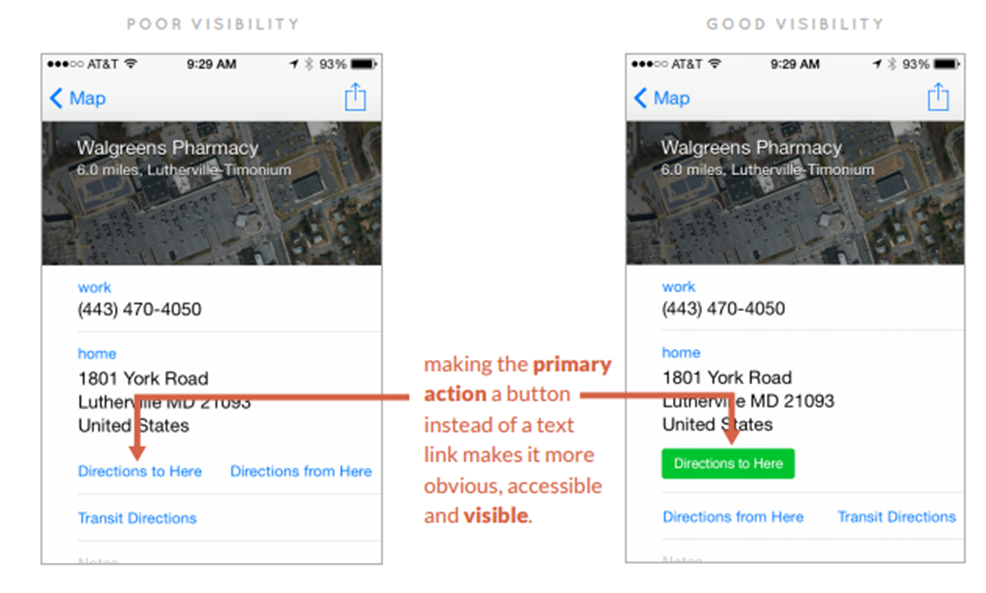 POOR VISIBILITY
GOOD VISIBILITY
AT&T 9:29 AM 93%
Map
Walgreens Pharmacy
6.0 miles, Lutherville-Timonium
work
(443) 470-4050
home
1801 York Road
Lutherville MD 21093
United States
Directions to Here Directions from Here
Transit Directions
Notes
making the primary
action a button
instead of a text
link makes it more
obvious, accessible
and visible.
AT&T 9:29 AM 93%
Map
Walgreens Pharmacy
6.0 miles, Lutherville-Timonium
work
(443) 470-4050
home
1801 York Road
Lutherville MD 21093
United States
Directions to Here
Directions from Here Transit Directions
Notes